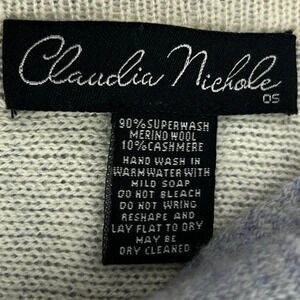 Claudia Nichole
OS
90% SUPERWASH
MERINO WOOL
10% CASHMERE
HAND WASH IN
WARM WATER WITH
MILD SOAP
DO NOT BLEACH
DO NOT WRING
RESHAPE AND
LAY FLAT TO DRY
MAY BE
DRY CLEANED